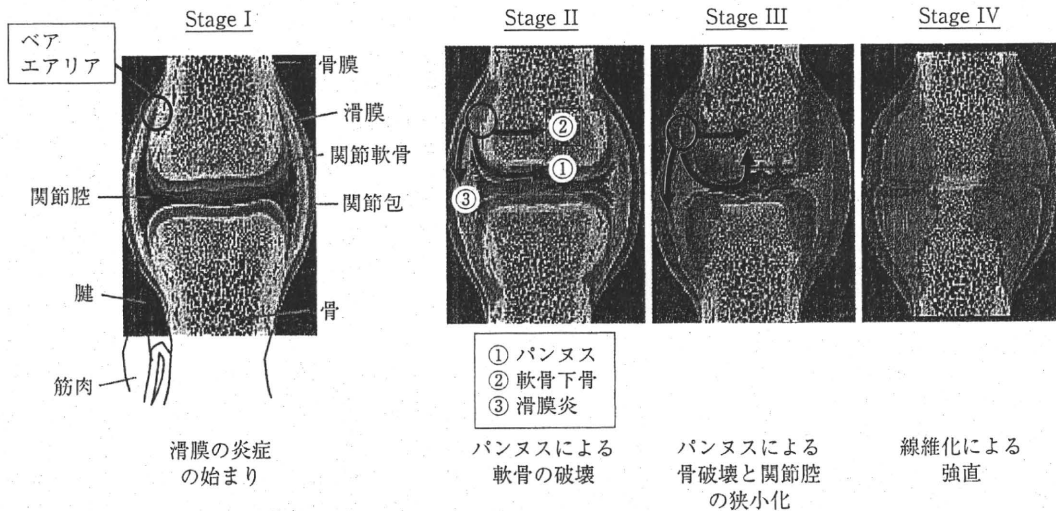 Stage I
Stage II
Stage III
Stage IV
ベア
エアリア
骨膜
滑膜
関節軟骨
関節腔
関節包
腱
骨
筋肉
②
①
③
① パンヌス
② 軟骨下骨
③ 滑膜炎
滑膜の炎症
の始まり
パンヌスによる
軟骨の破壊
パンヌスによる
骨破壊と関節腔
の狭小化
線維化による
強直